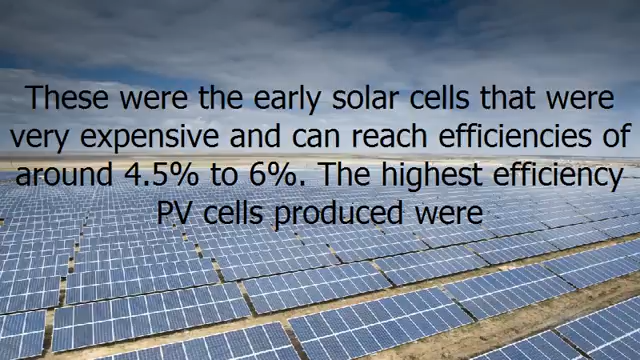 These were the early solar cells that were
very expensive and can reach efficiencies of
around 4.5% to 6%. The highest efficiency
PV cells produced were